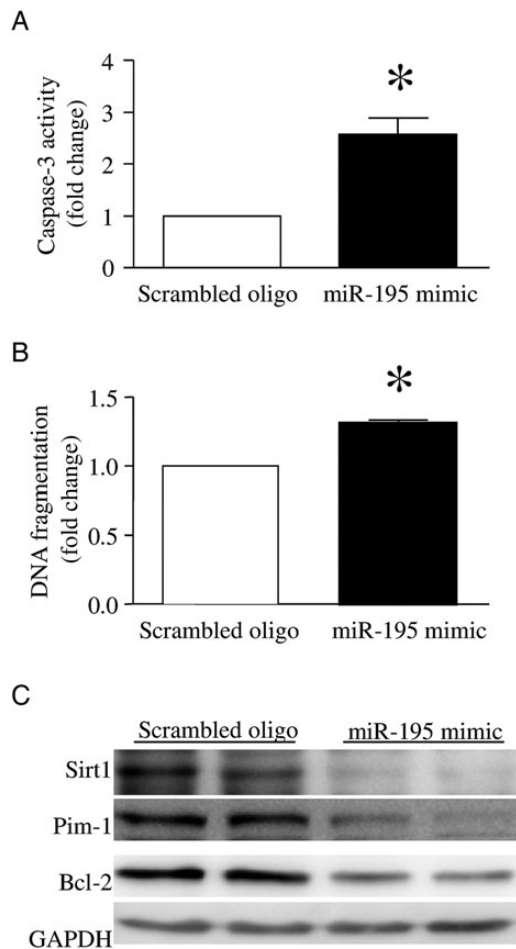 A
Caspase-3 activity
(fold change)
4
3
2
1
0
*
Scrambled oligo miR-195 mimic
B
DNA fragmentation
(fold change)
1.5
1.0
0.5
0.0
*
Scrambled oligo miR-195 mimic
C
Scrambled oligo miR-195 mimic
Sirt1
Pim-1
Bcl-2
GAPDH